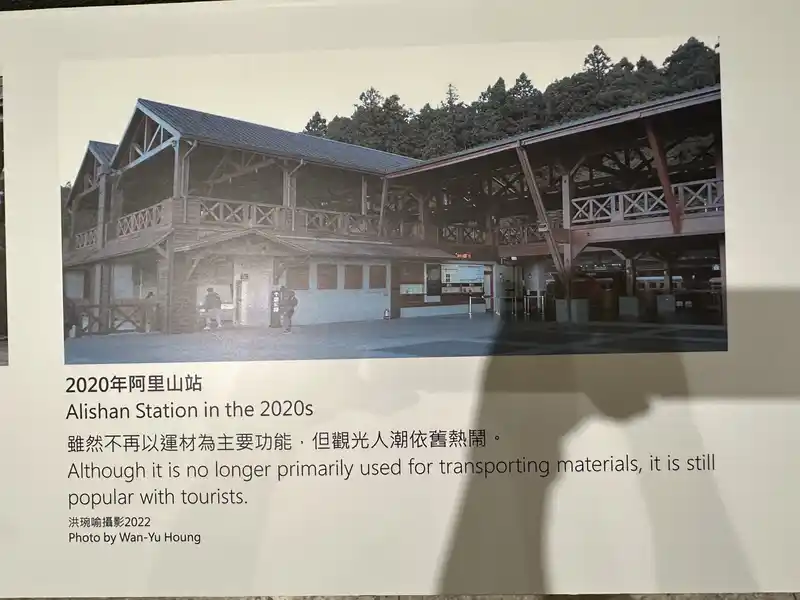 2020年阿里山站
Alishan Station in the 2020s
雖然不再以運材為主要功能，但觀光人潮依舊熱鬧。
Although it is no longer primarily used for transporting materials, it is still
popular with tourists.
洪琬喻攝影2022
Photo by Wan-Yu Houng